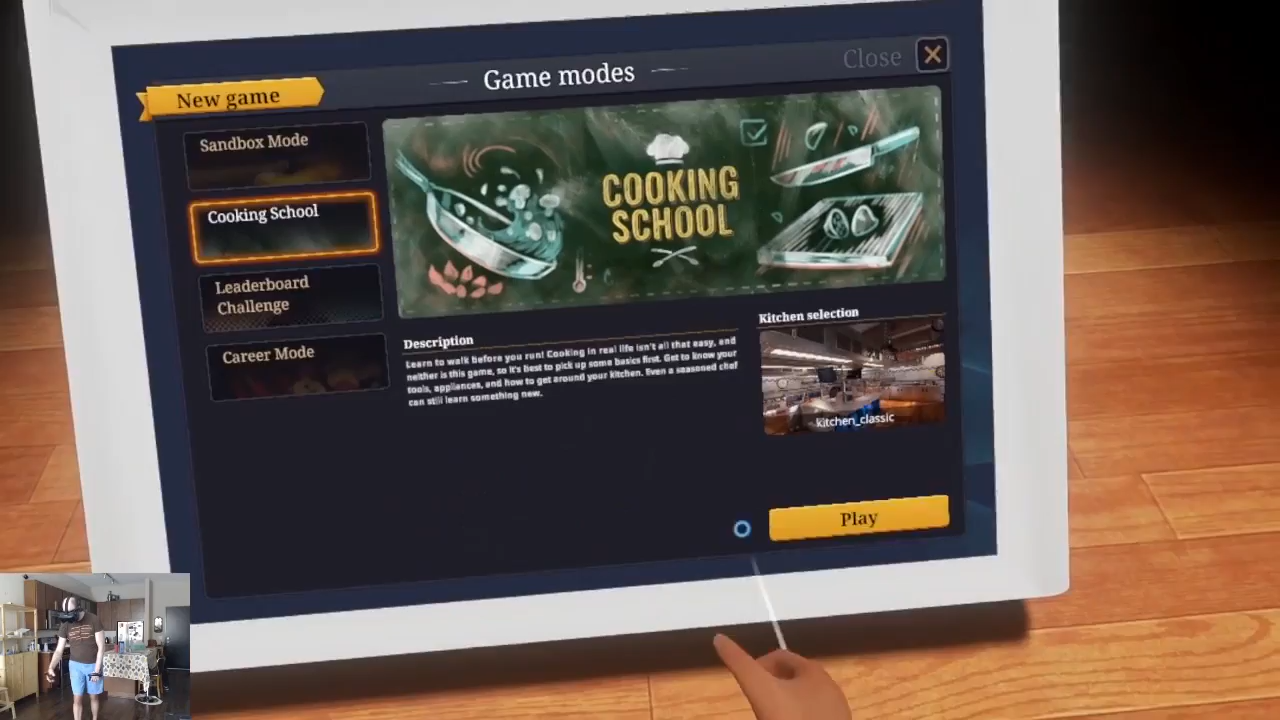 Game modes
Close
New game
Sandbox Mode
Cooking School
Leaderboard
Challenge
Career Mode
COOKING
SCHOOL
Description
Learn to walk before you run! Cooking in real life isn't all that easy, and
neither is this game, so it's best to pick up some basics first. Get to know your
tools, appliances, and how to get around your kitchen. Even a seasoned chef
can still learn something new.
Kitchen selection
kitchen_classic
Play